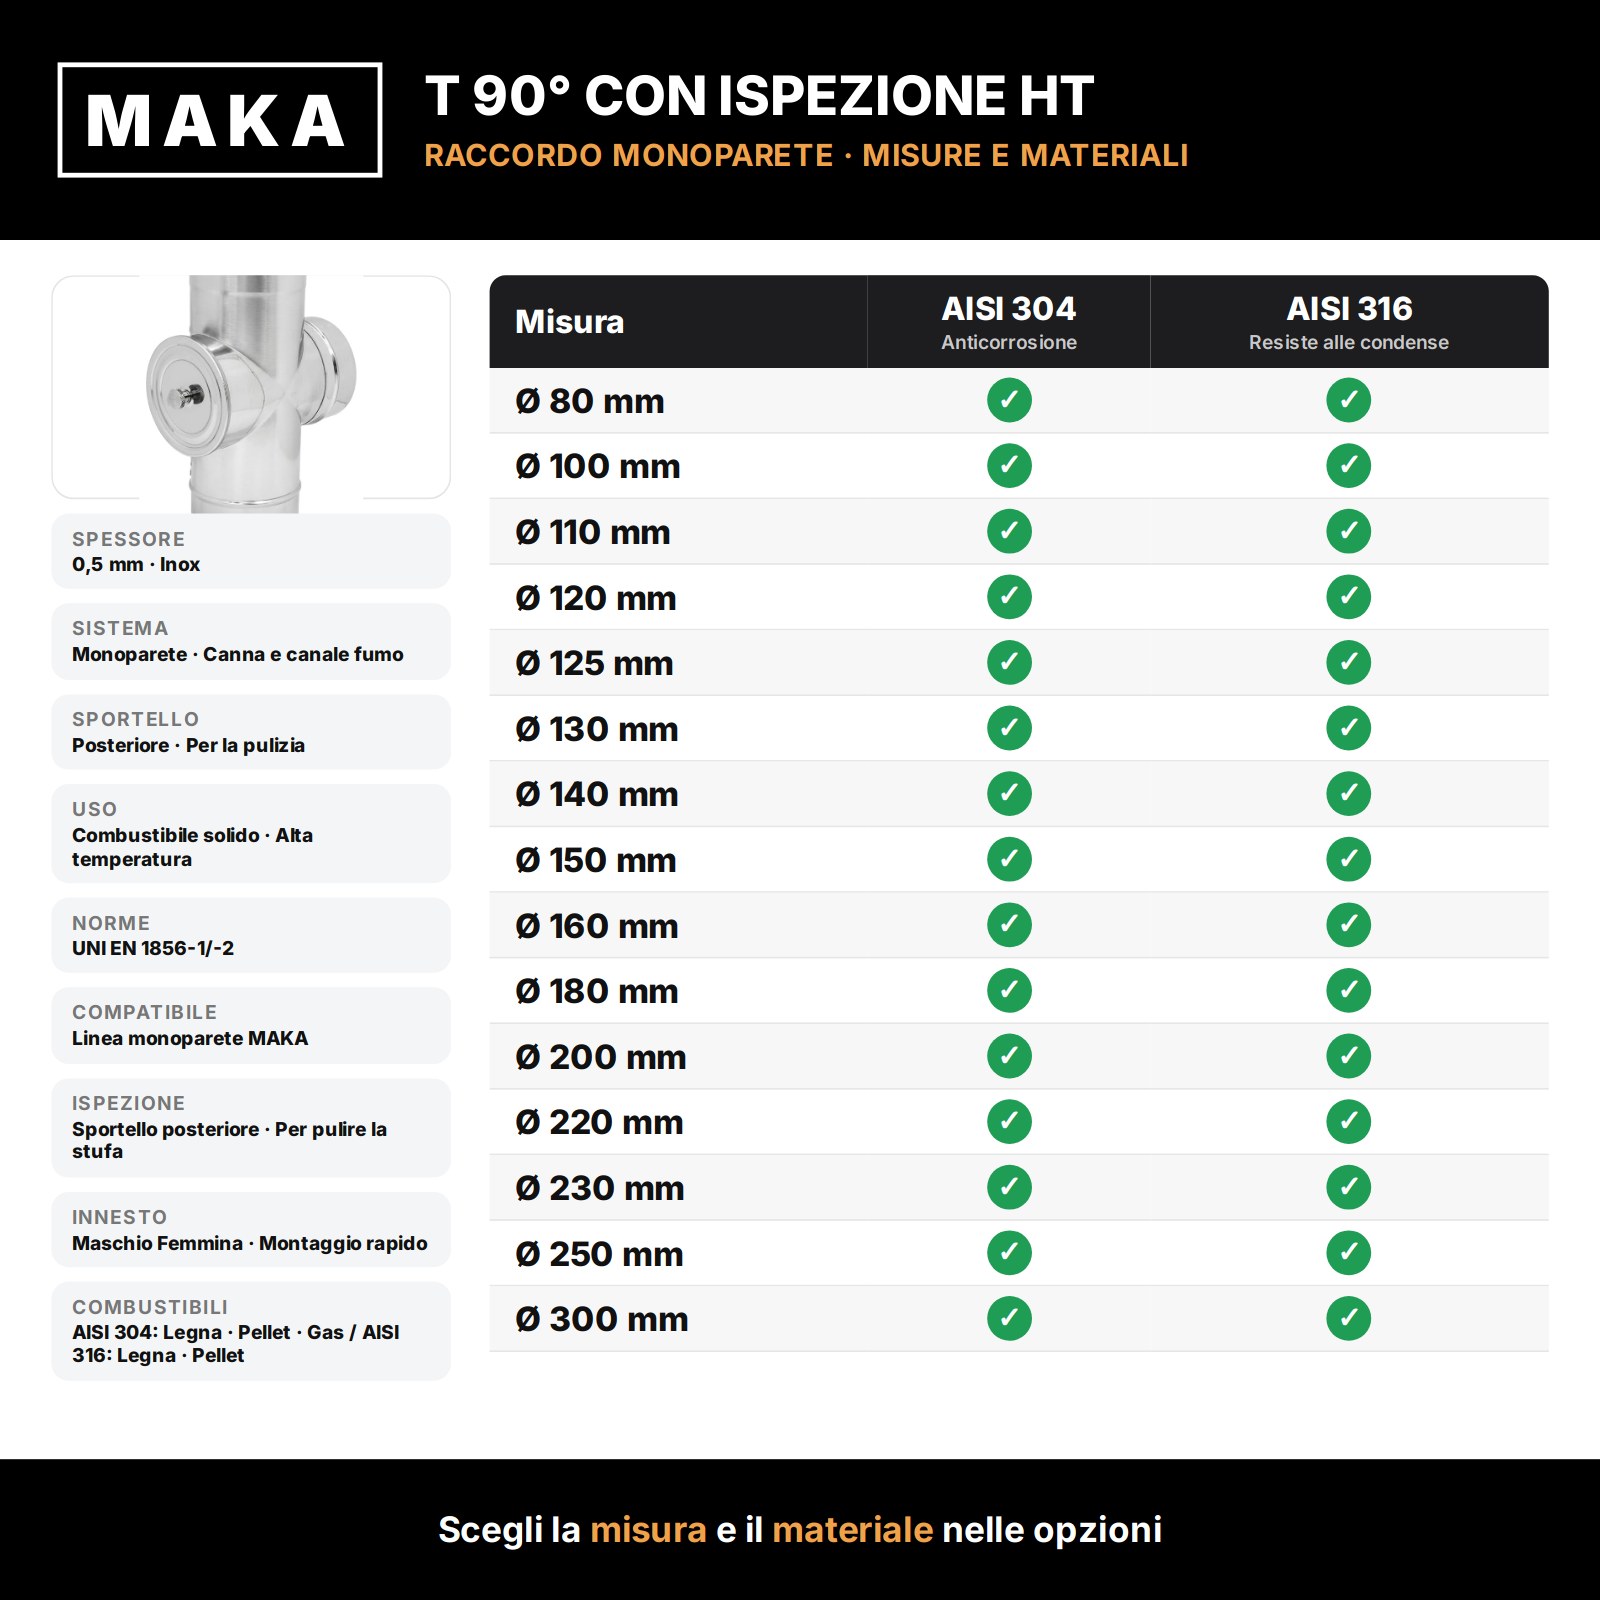 MAKA
T 90° CON ISPEZIONE HT
RACCORDO MONOPARETE · MISURE E MATERIALI
SPESSORE
0,5 mm · Inox
SISTEMA
Monoparete · Canna e canale fumo
SPORTELLO
Posteriore · Per la pulizia
USO
Combustibile solido · Alta
temperatura
NORME
UNI EN 1856-1/-2
COMPATIBILE
Linea monoparete MAKA
ISPEZIONE
Sportello posteriore · Per pulire la
stufa
INNESTO
Maschio Femmina · Montaggio rapido
COMBUSTIBILI
AISI 304: Legna · Pellet · Gas / AISI
316: Legna · Pellet
Misura
AISI 304
Anticorrosione
AISI 316
Resiste alle condense
Ø 80 mm ✓ ✓
Ø 100 mm ✓ ✓
Ø 110 mm ✓ ✓
Ø 120 mm ✓ ✓
Ø 125 mm ✓ ✓
Ø 130 mm ✓ ✓
Ø 140 mm ✓ ✓
Ø 150 mm ✓ ✓
Ø 160 mm ✓ ✓
Ø 180 mm ✓ ✓
Ø 200 mm ✓ ✓
Ø 220 mm ✓ ✓
Ø 230 mm ✓ ✓
Ø 250 mm ✓ ✓
Ø 300 mm ✓ ✓
Scegli la misura e il materiale nelle opzioni